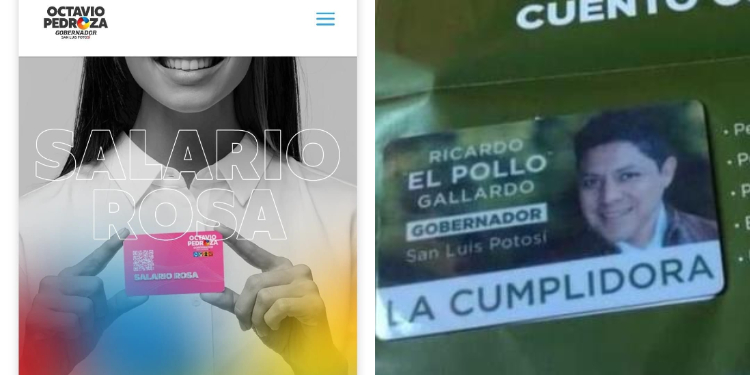 OCTAVIO
PEDROZA
GOBERNADOR
SAN LUIS POTOSÍ
SALARIO
ROSA
OCTAVIO
PEDROZA
SALARIO ROSA
CUENTO
RICARDO
"EL POLLO"
GALLARDO
GOBERNADOR
San Luis Potosí
LA CUMPLIDORA